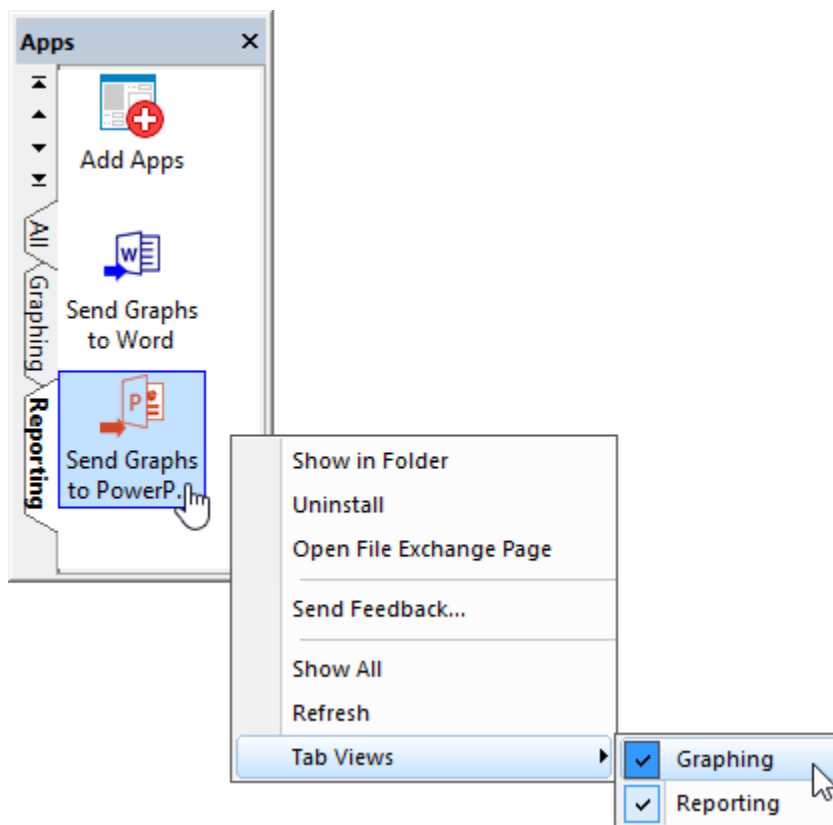 Apps
Add Apps
Send Graphs
to Word
Send Graphs
to PowerP...
All
Graphing
Reporting
Show in Folder
Uninstall
Open File Exchange Page
Send Feedback...
Show All
Refresh
Tab Views
Graphing
Reporting